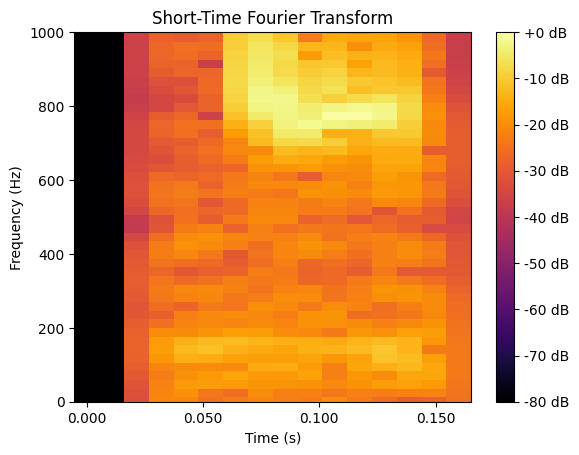 Short-Time Fourier Transform
1000
800
600
400
200
0
Frequency (Hz)
0.000
0.050
0.100
0.150
Time (s)
+0 dB
-10 dB
-20 dB
-30 dB
-40 dB
-50 dB
-60 dB
-70 dB
-80 dB